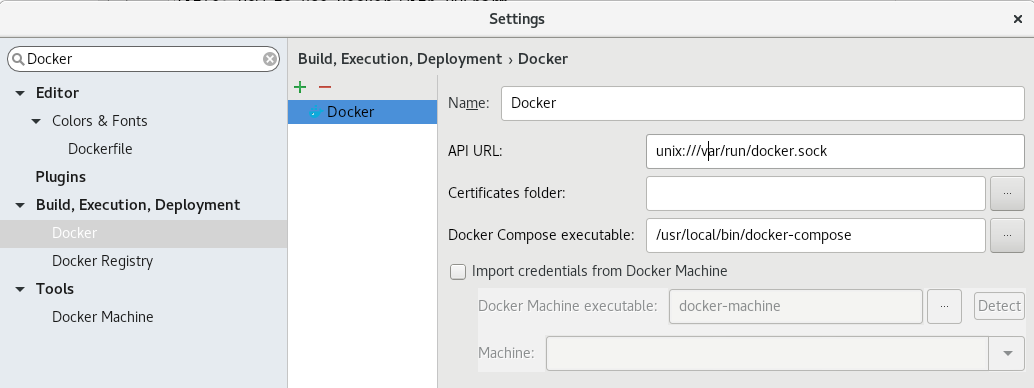 Settings
Docker
Editor
Colors & Fonts
Dockerfile
Plugins
Build, Execution, Deployment
Docker
Docker Registry
Tools
Docker Machine
Build, Execution, Deployment › Docker
Docker
Name: Docker
API URL: unix:///var/run/docker.sock
Certificates folder: ...
Docker Compose executable: /usr/local/bin/docker-compose ...
Import credentials from Docker Machine
Docker Machine executable: docker-machine ... Detect
Machine: